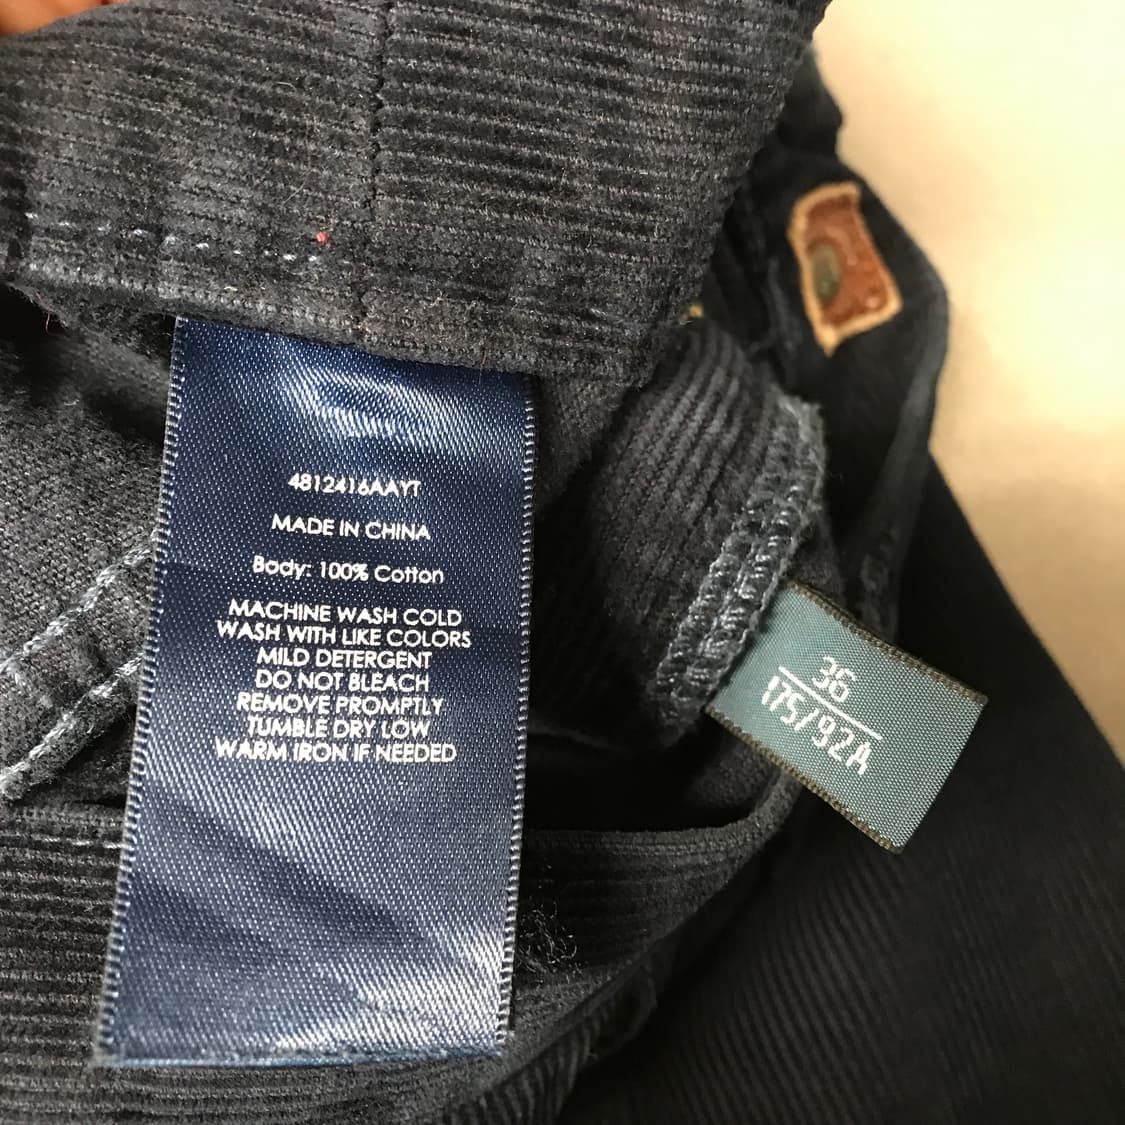 4812416AAYT
MADE IN CHINA
Body: 100% Cotton
MACHINE WASH COLD
WASH WITH LIKE COLORS
MILD DETERGENT
DO NOT BLEACH
REMOVE PROMPTLY
TUMBLE DRY LOW
WARM IRON IF NEEDED
36
175/92A